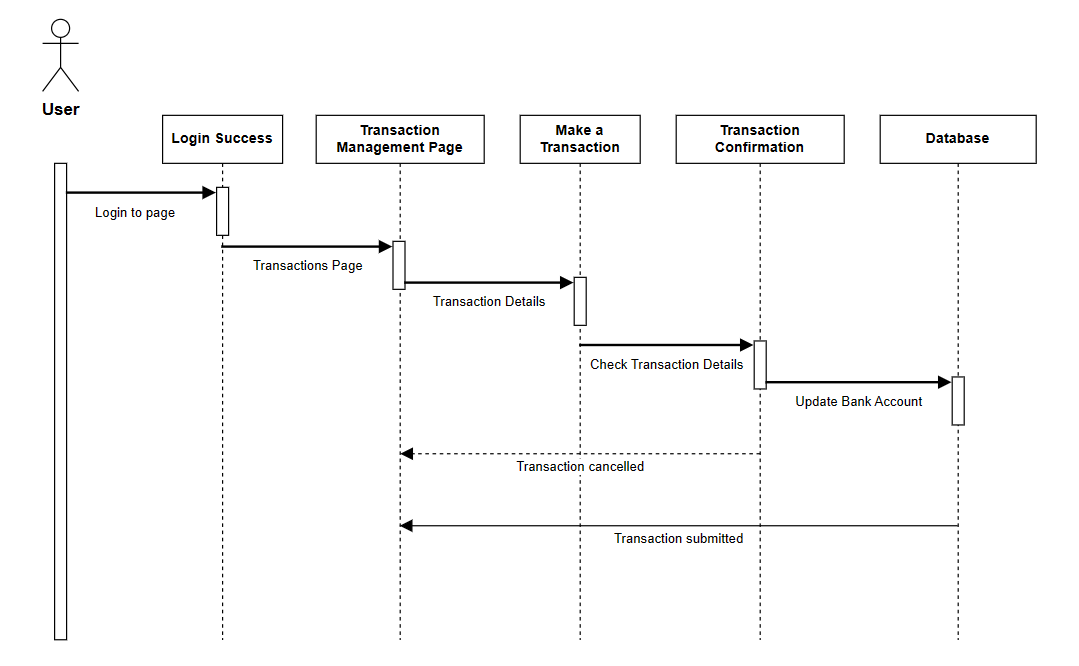 User
Login Success
Transaction
Management Page
Make a
Transaction
Transaction
Confirmation
Database
Login to page
Transactions Page
Transaction Details
Check Transaction Details
Update Bank Account
Transaction cancelled
Transaction submitted